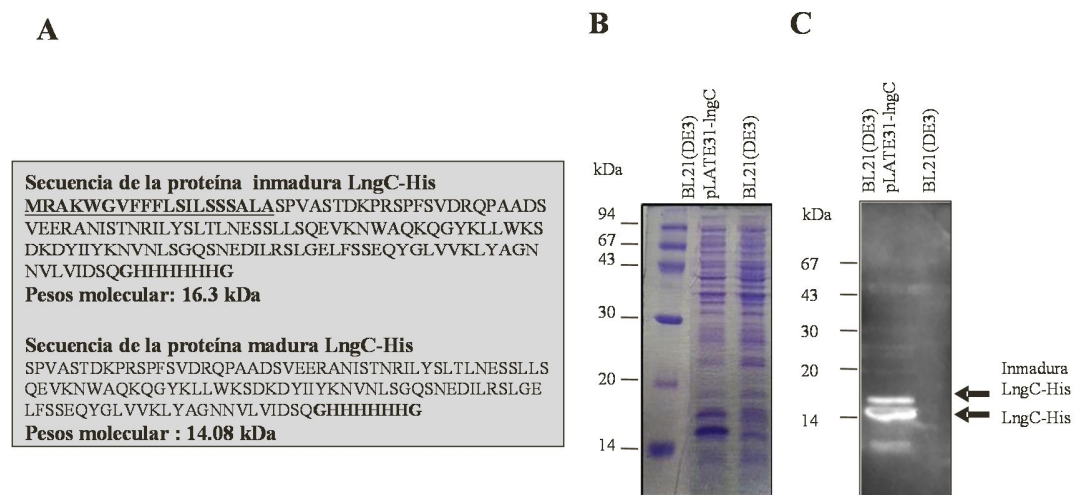 A
Secuencia de la proteína inmadura LngC-His
MRAKWGVFFFLSILSSSALASPVASTDKPRSPFSVDRQPAADS
VEERANISTNRILYSLTLNESSLLSQEVKNWAQKQGYKLLWKS
DKDYIIYKNVNLSGQSNEDILRSLGELFSSEQYGLVVKLYAGN
NVLVIDSQGHHHHHHG
Pesos molecular: 16.3 kDa
Secuencia de la proteína madura LngC-His
SPVASTDKPRSPFSVDRQPAADSVEERANISTNRILYSLTLNESSLLS
QEVKNWAQKQGYKLLWKSDKDYIIYKNVNLSGQSNEDILRSLGE
LFSSEQYGLVVKLYAGNNVLVIDSQGHHHHHHG
Pesos molecular : 14.08 kDa
B
BL21(DE3)
pLATE31-lngC
BL21(DE3)
kDa
94
67
43
30
20
14
C
BL21(DE3)
pLATE31-lngC
BL21(DE3)
kDa
67
43
30
20
14
Inmadura
LngC-His
LngC-His